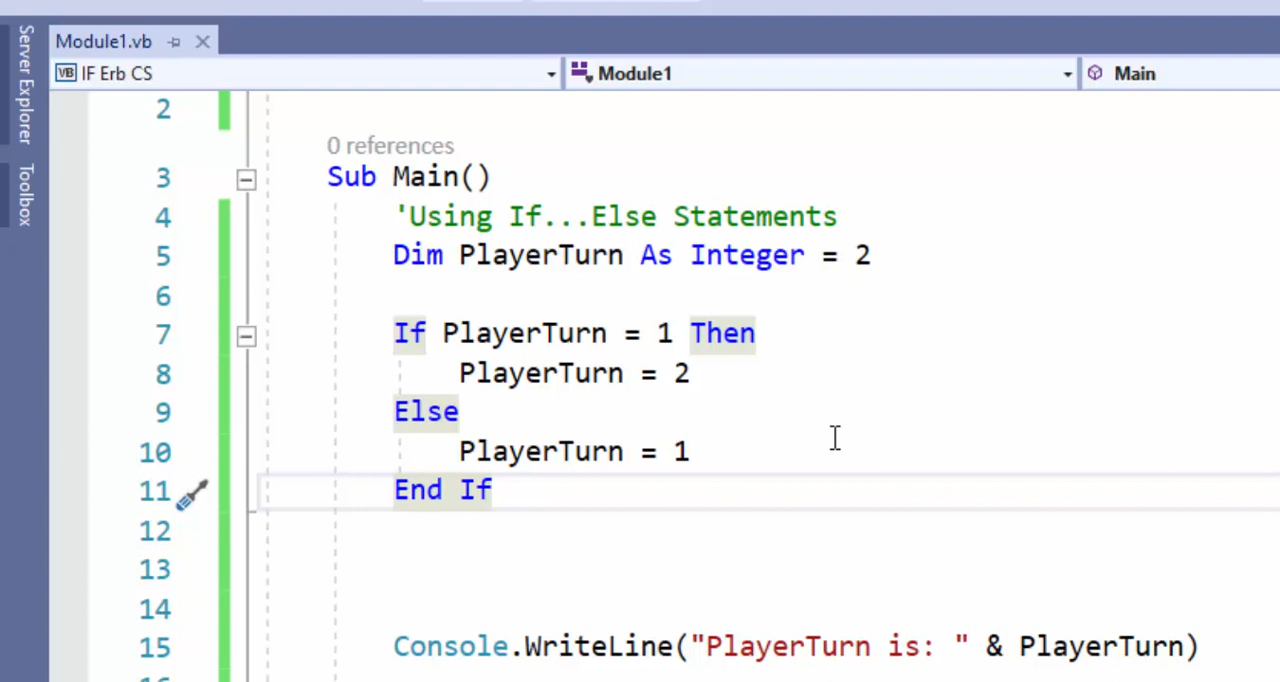 Server Explorer
Toolbox
Module1.vb
VB IF Erb CS
Module1
Main
2
0 references
3 Sub Main()
4 'Using If...Else Statements
5 Dim PlayerTurn As Integer = 2
6
7 If PlayerTurn = 1 Then
8 PlayerTurn = 2
9 Else
10 PlayerTurn = 1
11 End If
12
13
14
15 Console.WriteLine("PlayerTurn is: " & PlayerTurn)